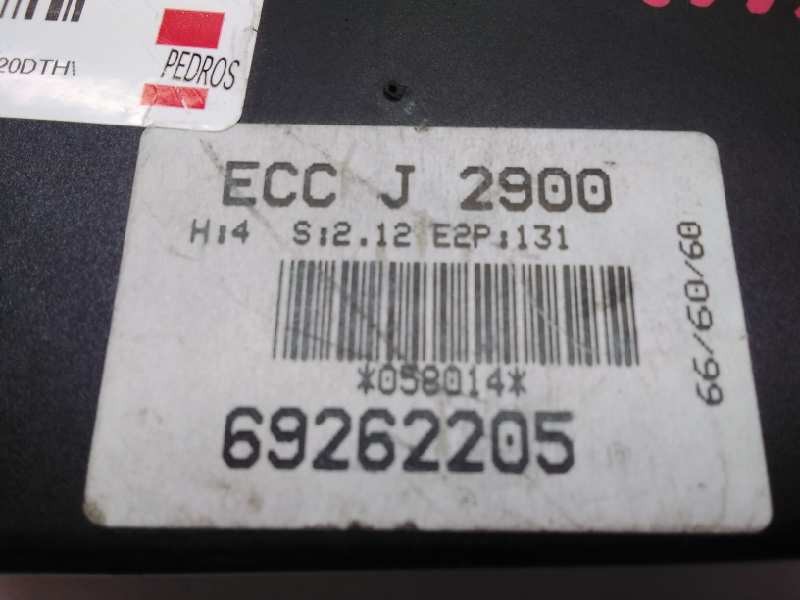 20DTH\
PEDROS
ECC J 2900
H:4 S:2.12 E2P:131
*058014*
69262205
09/09/99